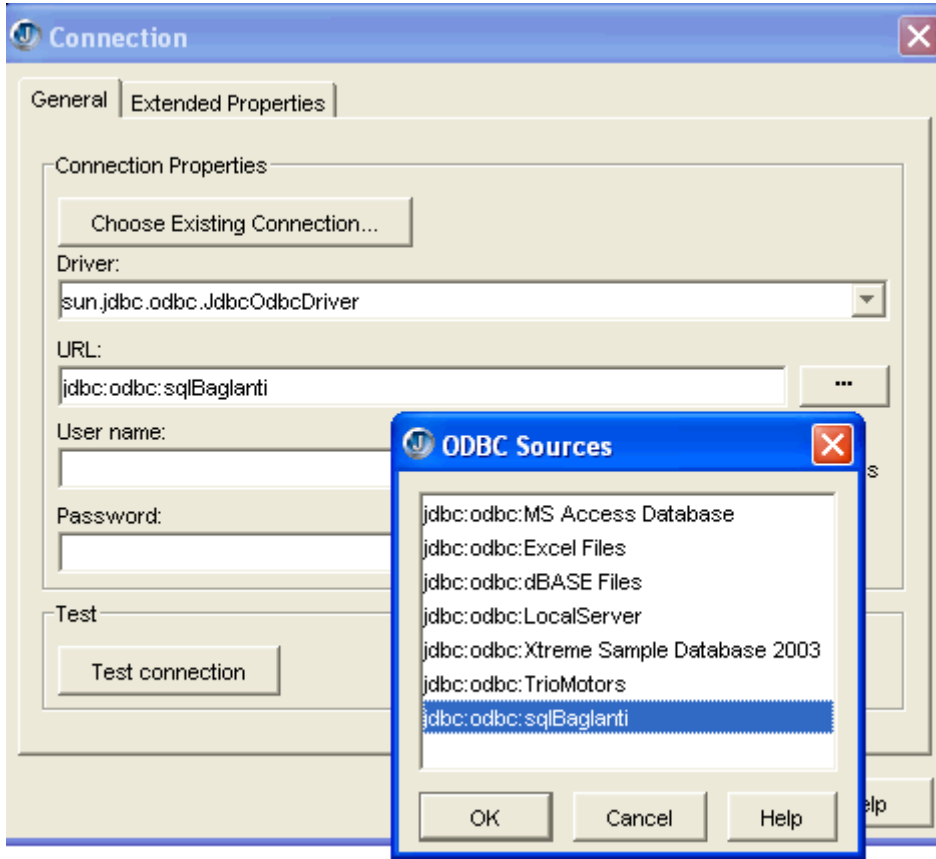 Connection
General
Extended Properties
Connection Properties
Choose Existing Connection...
Driver:
sun.jdbc.odbc.JdbcOdbcDriver
URL:
jdbc:odbc:sqlBaglanti
...
User name:
Password:
Test
Test connection
ODBC Sources
jdbc:odbc:MS Access Database
jdbc:odbc:Excel Files
jdbc:odbc:dBASE Files
jdbc:odbc:LocalServer
jdbc:odbc:Xtreme Sample Database 2003
jdbc:odbc:TrioMotors
jdbc:odbc:sqlBaglanti
OK
Cancel
Help